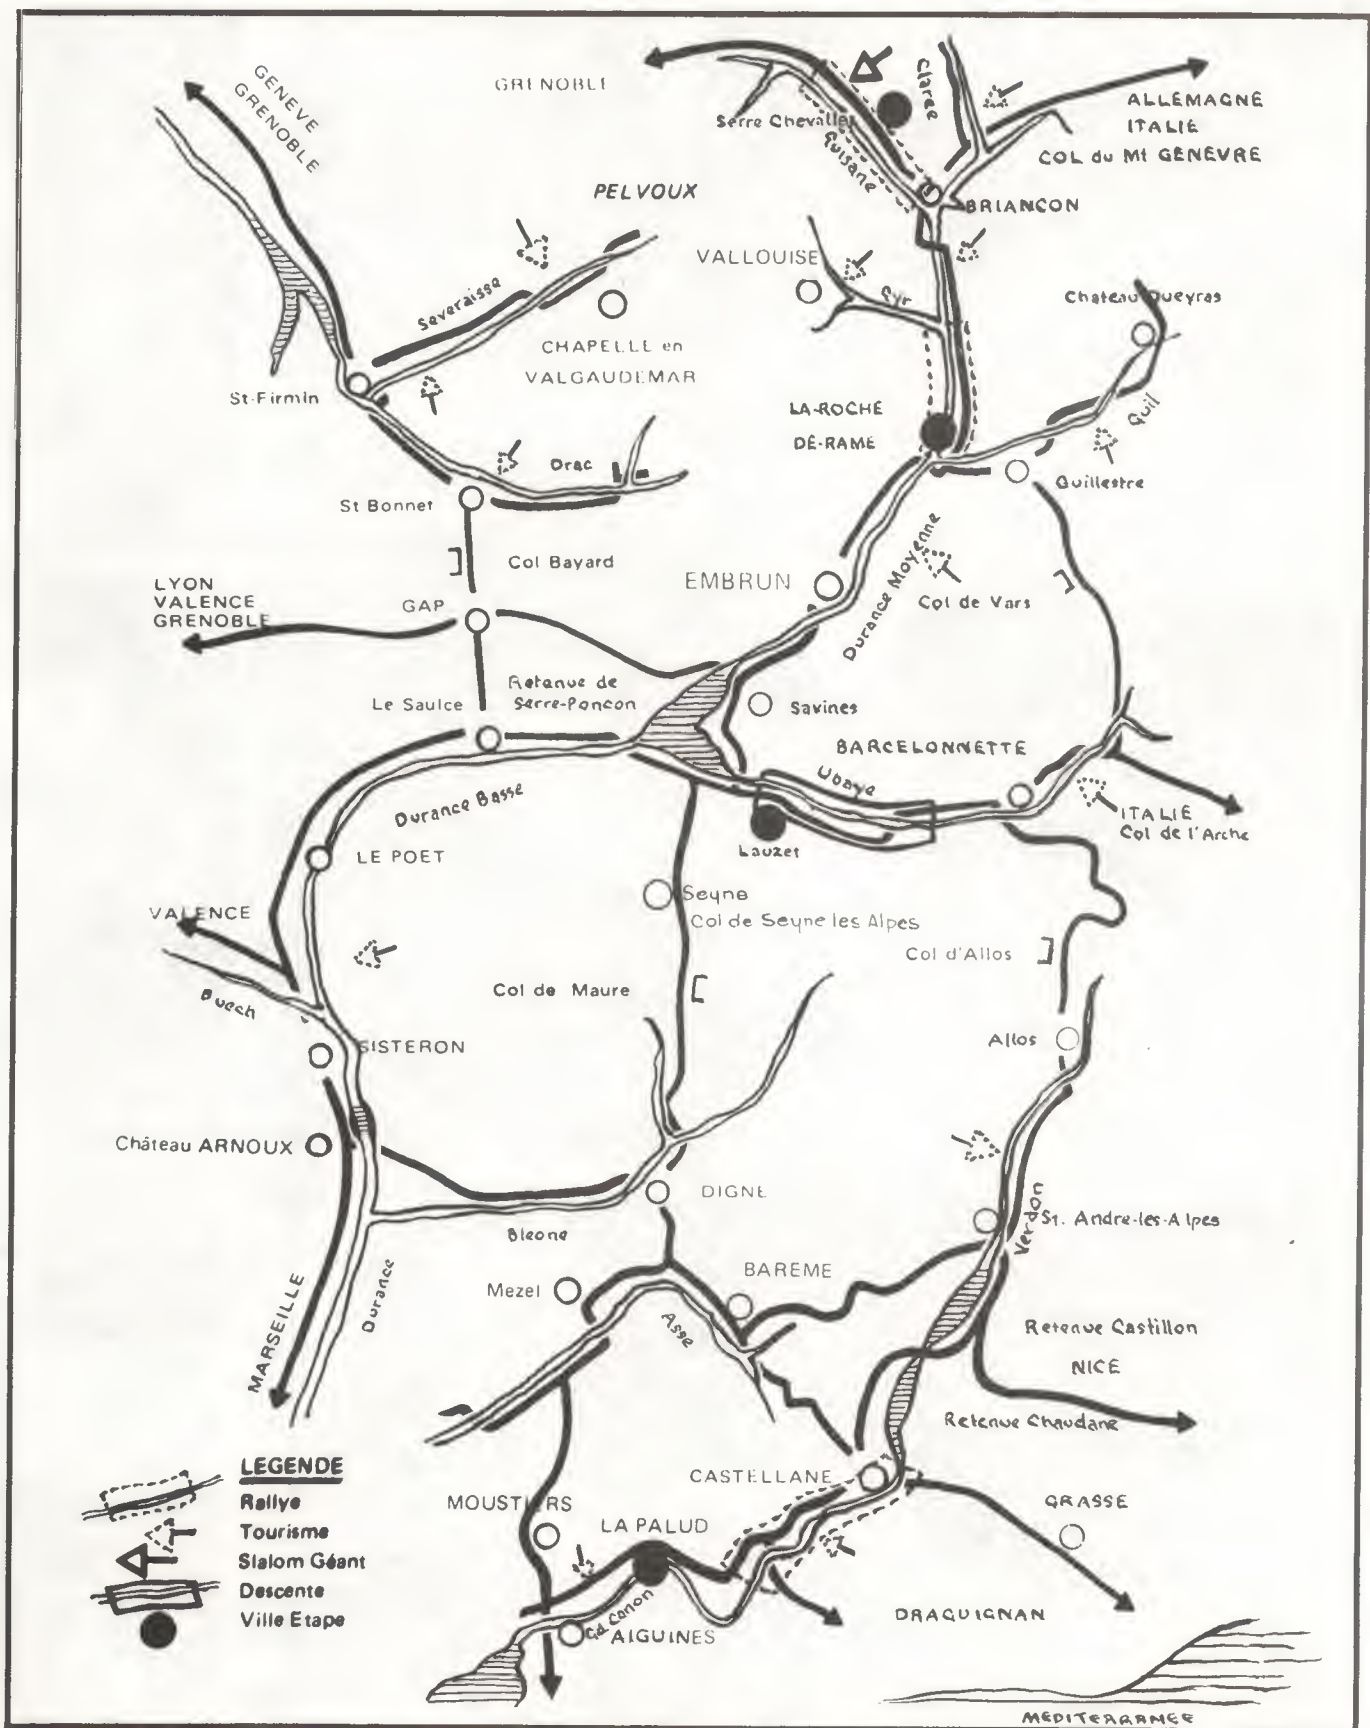 GENEVE
GRENOBLE
GRENOBLE
Claree
Serre Chevalier
Guisane
ALLEMAGNE
ITALIE
COL du Mt GENEVRE
PELVOUX
BRIANCON
VALLOUISE
Gyr
Chateau Queyras
Severaisse
CHAPELLE en
VALGAUDEMAR
St-Firmin
LA-ROCHE
DE-RAME
Guil
Drac
Guillestre
St Bonnet
Col Bayard
Durance Moyenne
EMBRUN
Col de Vars
LYON
VALENCE
GRENOBLE
GAP
Retenue de
Serre-Poncon
Le Saulce
Savines
BARCELONNETTE
Ubaye
Durance Basse
ITALIE
Col de l'Arche
Lauzet
LE POET
Seyne
Col de Seyne les Alpes
VALENCE
Col d'Allos
Buech
Col de Maure
SISTERON
Allos
Château ARNOUX
DIGNE
Verdon
St. Andre-les-Alpes
Bleone
BAREME
Mezel
Durance
Asse
MARSEILLE
Retenue Castillon
NICE
Retenue Chaudane
CASTELLANE
MOUSTIERS
LA PALUD
GRASSE
Gd Canon
AIGUINES
DRAGUIGNAN
MEDITERRANEE
LEGENDE
Rallye
Tourisme
Slalom Géant
Descente
Ville Etape